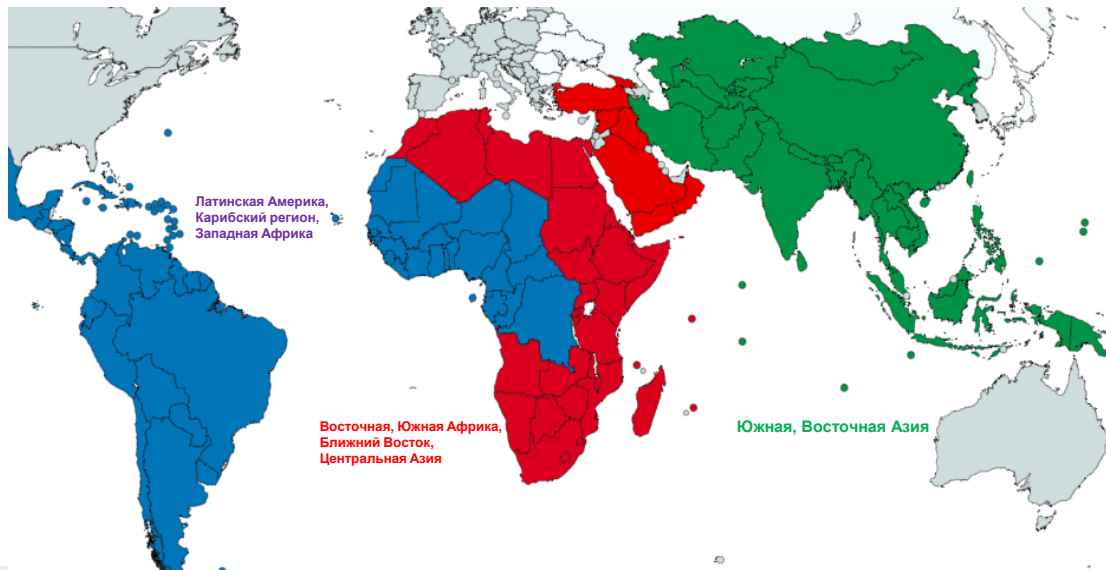 Латинская Америка,
Карибский регион,
Западная Африка
Восточная, Южная Африка,
Ближний Восток,
Центральная Азия
Южная, Восточная Азия